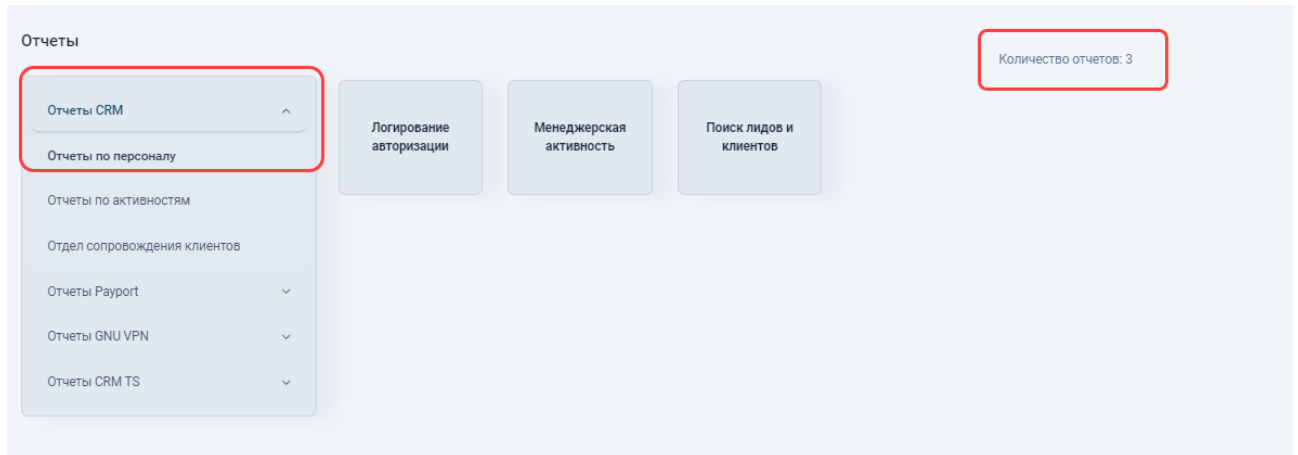 Отчеты
Количество отчетов: 3
Отчеты CRM
Отчеты по персоналу
Отчеты по активностям
Отдел сопровождения клиентов
Отчеты Payport
Отчеты GNU VPN
Отчеты CRM TS
Логирование
авторизации
Менеджерская
активность
Поиск лидов и
клиентов